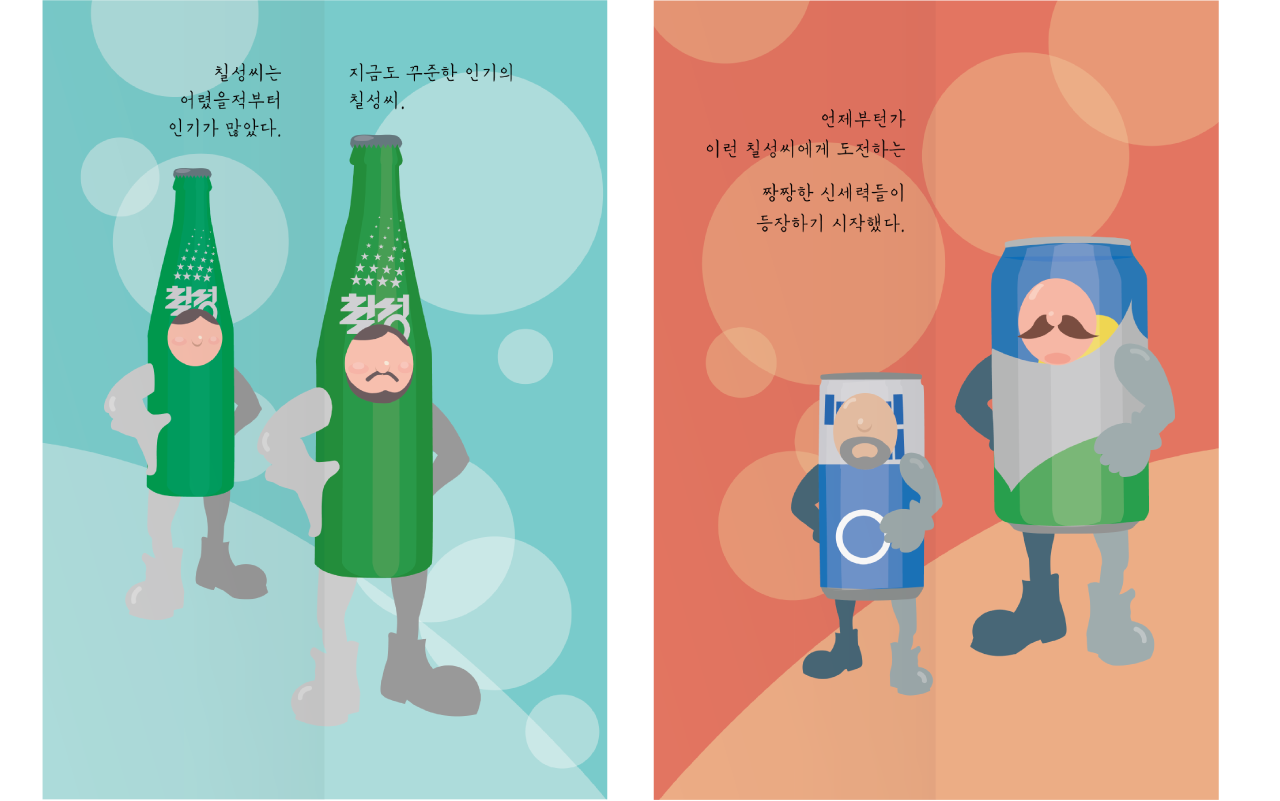 칠성씨는
어렸을적부터
인기가 많았다.
지금도 꾸준한 인기의
칠성씨.
칠성
칠성
언제부턴가
이런 칠성씨에게 도전하는
짱짱한 신세력들이
등장하기 시작했다.